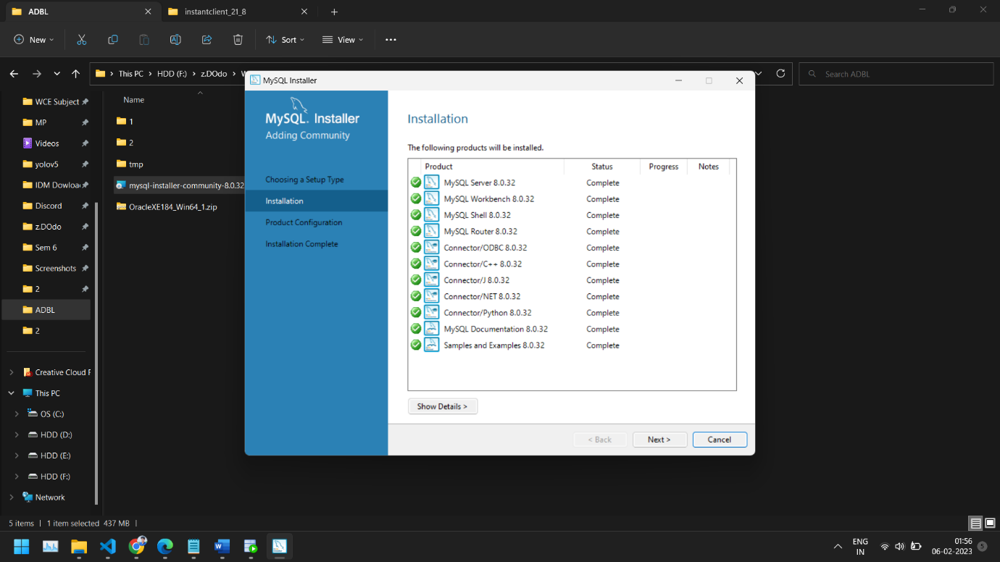 ADBL
instantclient_21_8
New
Sort
View
This PC > HDD (F:) > z.DOdo >
Search ADBL
WCE Subject
MP
Videos
yolov5
IDM Dowloa
Discord
z.DOdo
Sem 6
Screenshots
2
ADBL
2
Creative Cloud F
This PC
OS (C:)
HDD (D:)
HDD (E:)
HDD (F:)
Network
Name
1
2
tmp
mysql-installer-community-8.0.32
OracleXE184_Win64_1.zip
MySQL Installer
MySQL. Installer
Adding Community
Choosing a Setup Type
Installation
Product Configuration
Installation Complete
Installation
The following products will be installed.
Product Status Progress Notes
MySQL Server 8.0.32 Complete
MySQL Workbench 8.0.32 Complete
MySQL Shell 8.0.32 Complete
MySQL Router 8.0.32 Complete
Connector/ODBC 8.0.32 Complete
Connector/C++ 8.0.32 Complete
Connector/J 8.0.32 Complete
Connector/NET 8.0.32 Complete
Connector/Python 8.0.32 Complete
MySQL Documentation 8.0.32 Complete
Samples and Examples 8.0.32 Complete
Show Details >
< Back Next > Cancel
5 items 1 item selected 437 MB
ENG
IN
01:56
06-02-2023
5